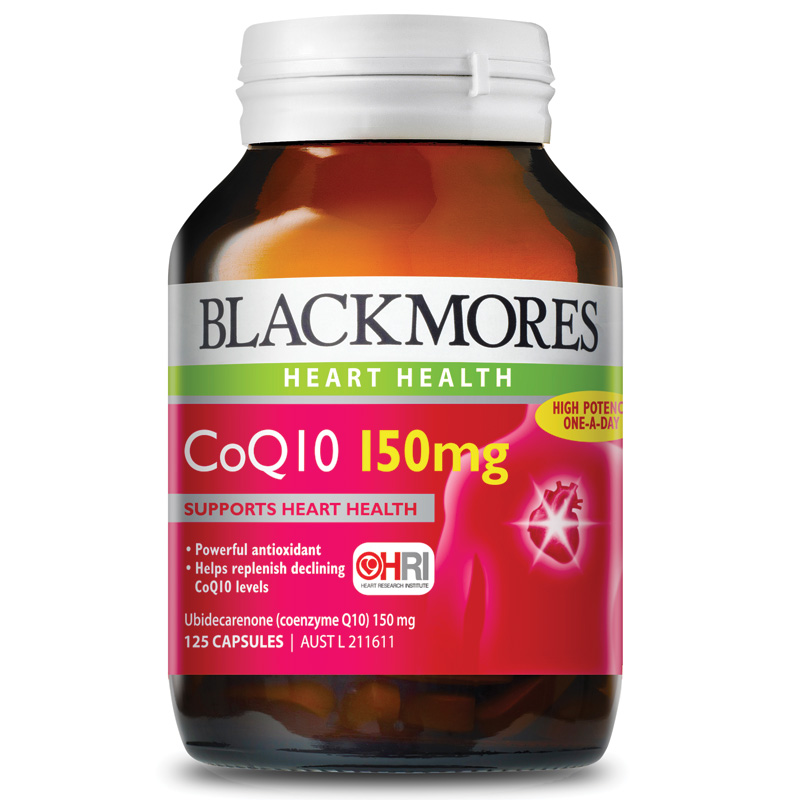 BLACKMORES
HEART HEALTH
HIGH POTENC
ONE-A-DAY
CoQ10 150mg
SUPPORTS HEART HEALTH
• Powerful antioxidant
• Helps replenish declining
CoQ10 levels
HRI
HEART RESEARCH INSTITUTE
Ubidecarenone (coenzyme Q10) 150 mg
125 CAPSULES | AUST L 211611